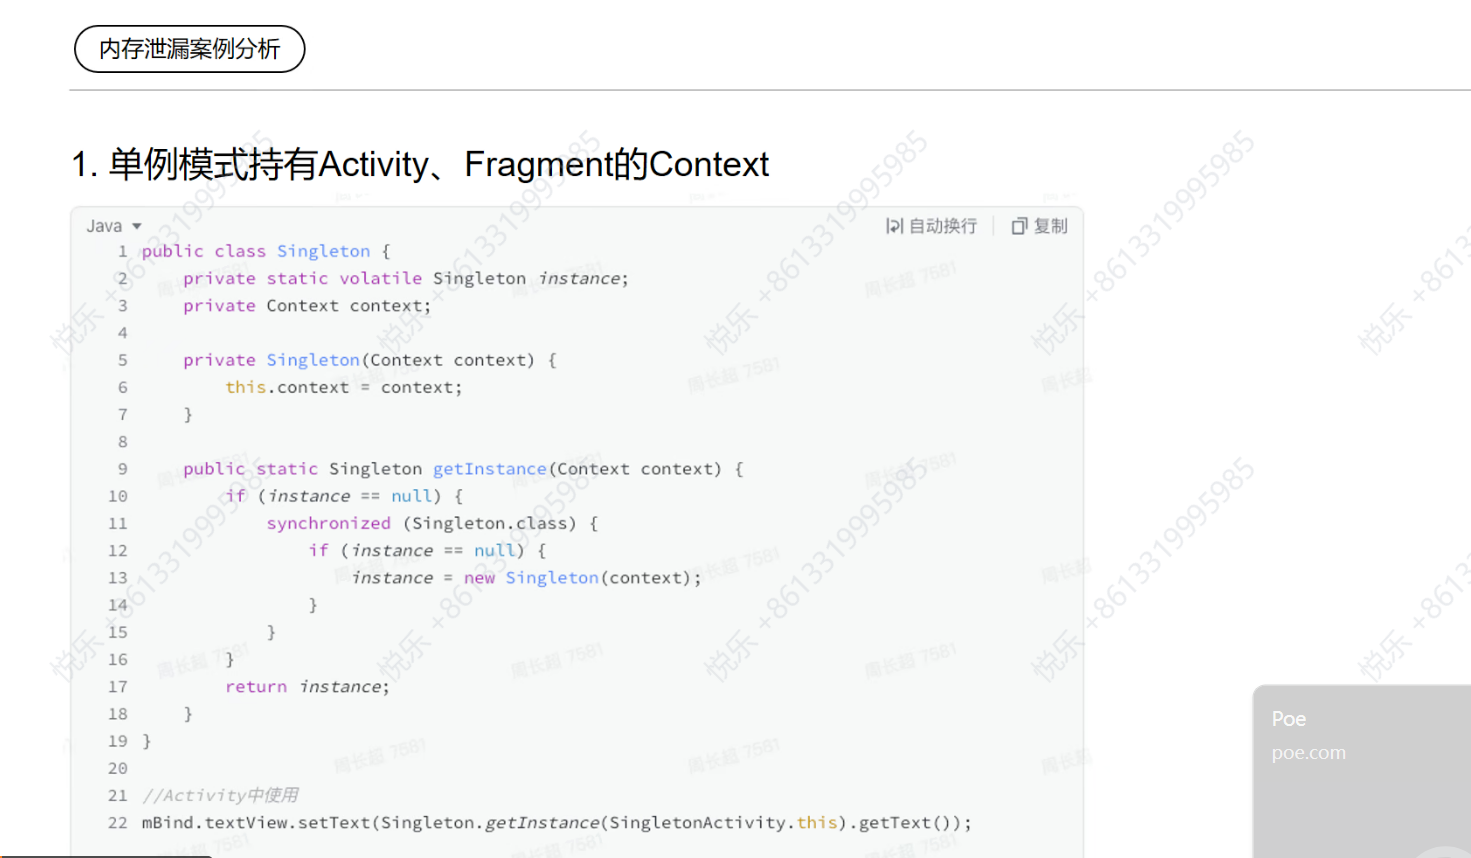 内存泄漏案例分析
1. 单例模式持有Activity、Fragment的Context
Java
自动换行
复制
1 public class Singleton {
2     private static volatile Singleton instance;
3     private Context context;
4
5     private Singleton(Context context) {
6         this.context = context;
7     }
8
9     public static Singleton getInstance(Context context) {
10         if (instance == null) {
11             synchronized (Singleton.class) {
12                 if (instance == null) {
13                     instance = new Singleton(context);
14                 }
15             }
16         }
17         return instance;
18     }
19 }
20
21 //Activity中使用
22 mBind.textView.setText(Singleton.getInstance(SingletonActivity.this).getText());
Poe
poe.com
悦乐 +8613319995985
周长超 7581